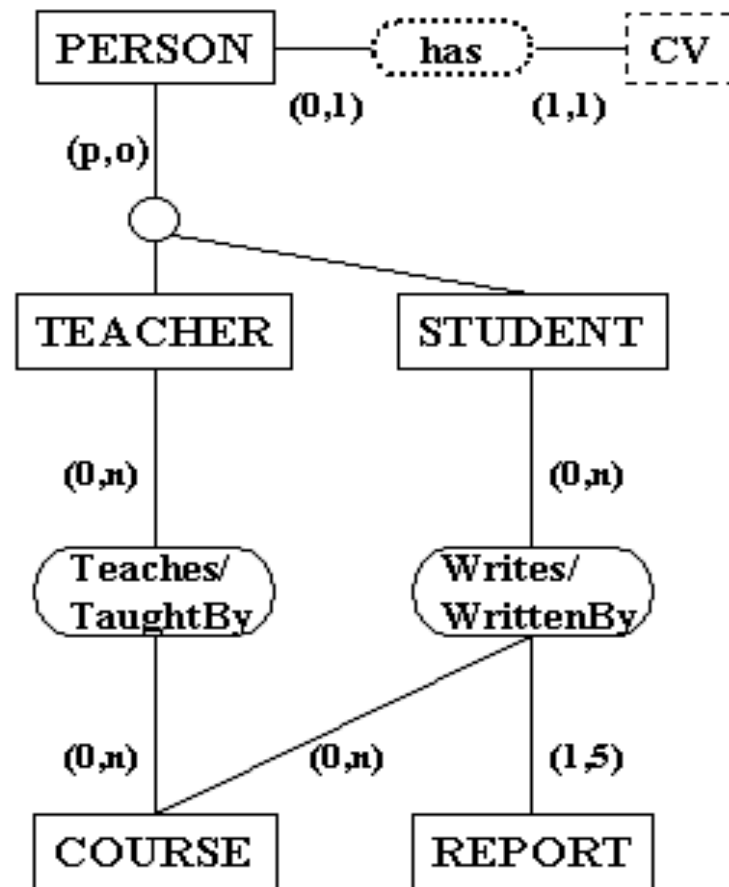 PERSON has CV
(0,1) (1,1)
(p,o)
TEACHER STUDENT
(0,n) (0,n)
Teaches/ Writes/
TaughtBy WrittenBy
(0,n) (0,n) (1,5)
COURSE REPORT